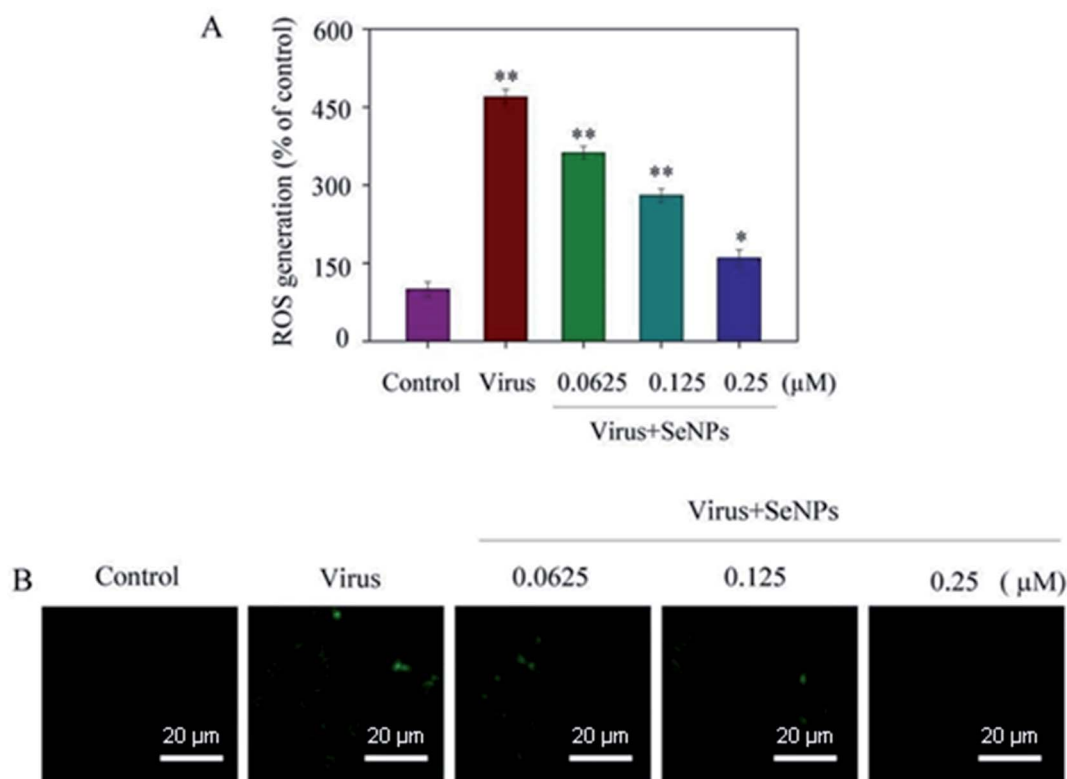 A
ROS generation (% of control)
600
450
300
150
0
**
**
**
*
Control Virus 0.0625 0.125 0.25 (μM)
Virus+SeNPs
Virus+SeNPs
B Control Virus 0.0625 0.125 0.25 ( μM)
20 μm 20 μm 20 μm 20 μm 20 μm